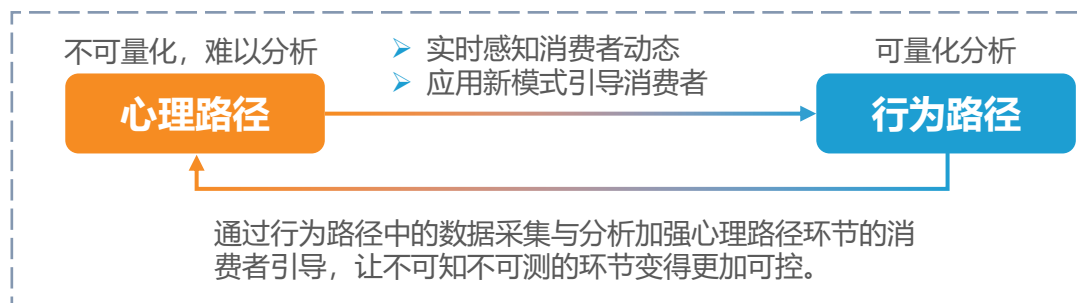 不可量化，难以分析
实时感知消费者动态
应用新模式引导消费者
可量化分析
心理路径
行为路径
通过行为路径中的数据采集与分析加强心理路径环节的消
费者引导，让不可知不可测的环节变得更加可控。